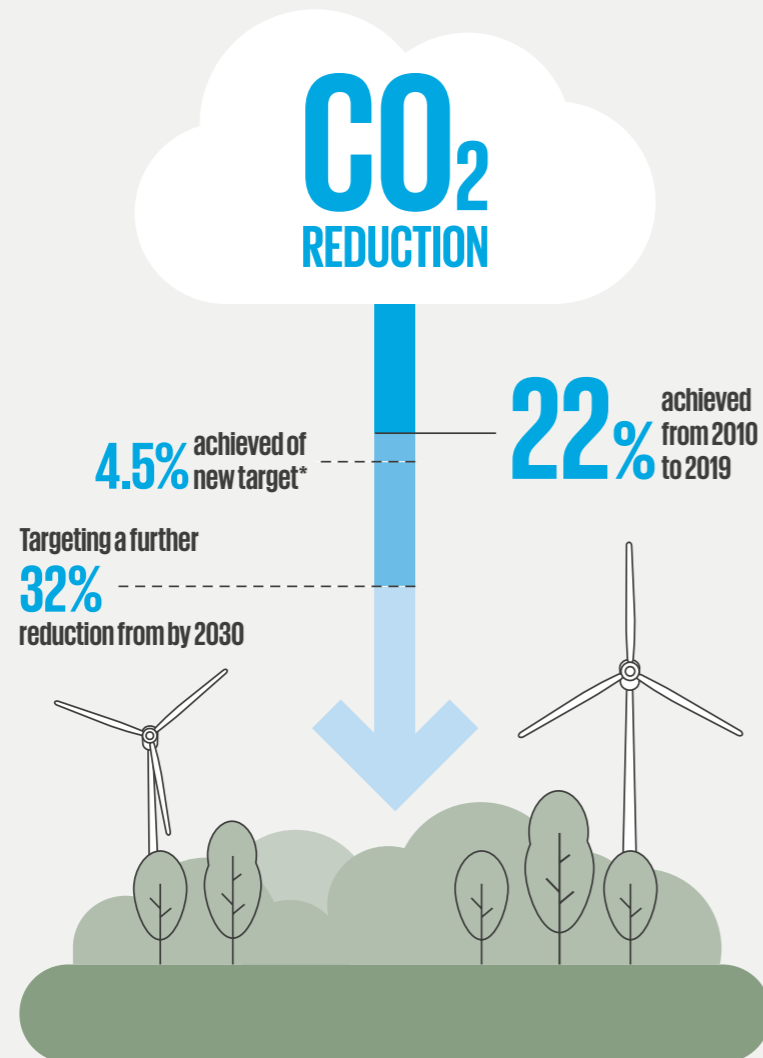 CO₂
REDUCTION
22%
achieved
from 2010
to 2019
4.5%
achieved of
new target*
Targeting a further
32%
reduction from by 2030